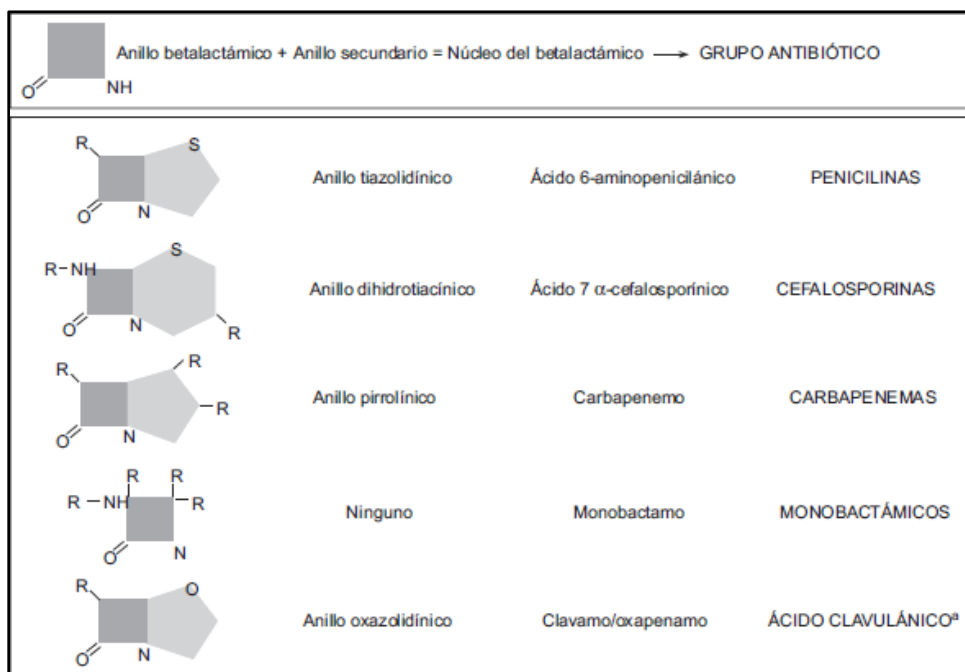 Anillo betalactámico + Anillo secundario = Núcleo del betalactámico → GRUPO ANTIBIÓTICO
O NH
R S
Anillo tiazolidínico Ácido 6-aminopenicilánico PENICILINAS
O N
S
R–NH
Anillo dihidrotiacínico Ácido 7 α-cefalosporínico CEFALOSPORINAS
O N R
R R
R
Anillo pirrolínico Carbapenemo CARBAPENEMAS
O N
R R
R–NH R
Ninguno Monobactamo MONOBACTÁMICOS
O N
R O
Anillo oxazolidínico Clavamo/oxapenamo ÁCIDO CLAVULÁNICOª
O N